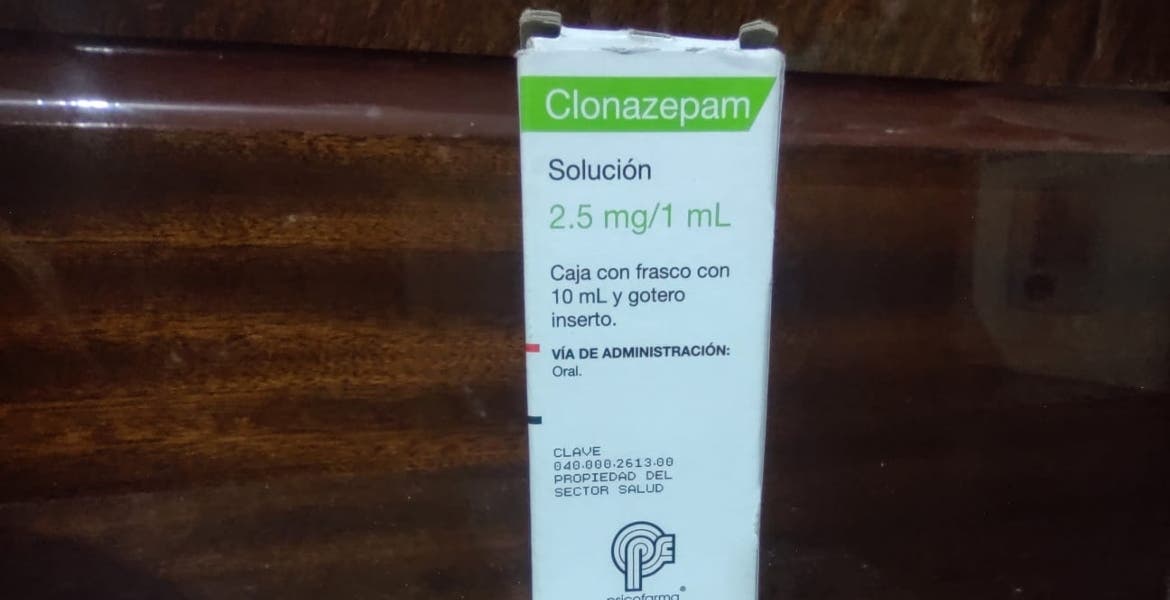 Clonazepam
Solución
2.5 mg/1 mL
Caja con frasco con
10 mL y gotero
inserto.
VÍA DE ADMINISTRACIÓN:
Oral.
CLAVE
040.000.2613.00
PROPIEDAD DEL
SECTOR SALUD
psicofarma